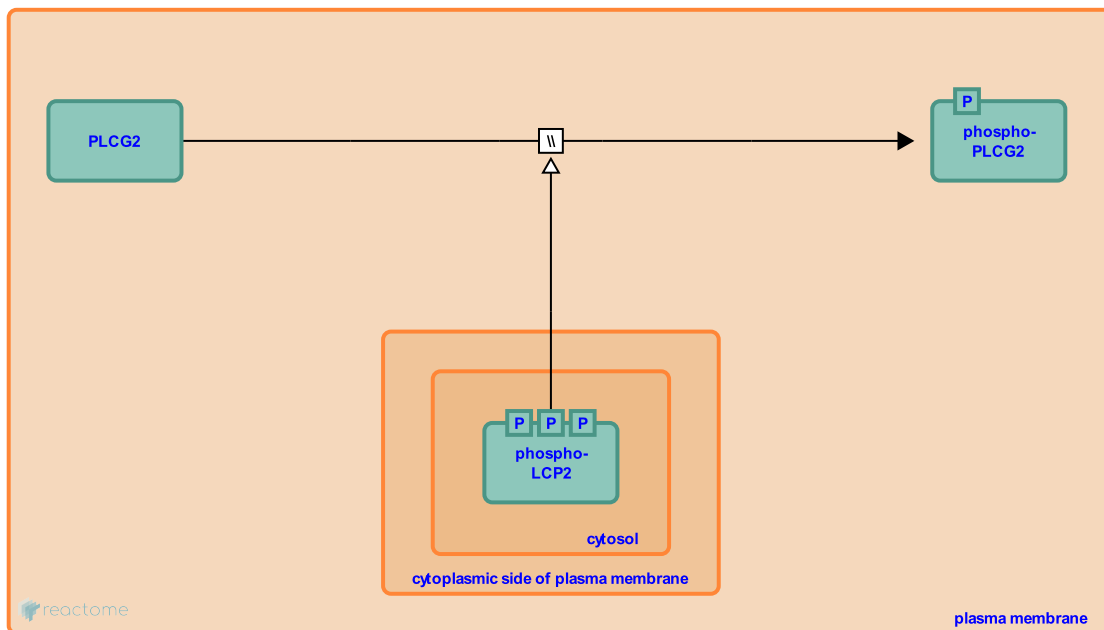 PLCG2
\\
P
phospho-
PLCG2
P P P
phospho-
LCP2
cytosol
cytoplasmic side of plasma membrane
reactome
plasma membrane